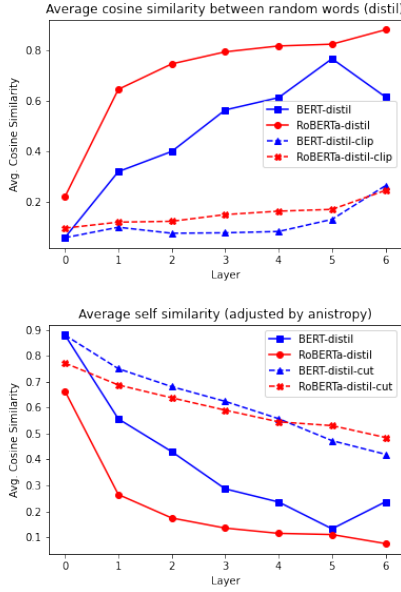 Average cosine similarity between random words (distil)
Avg. Cosine Similarity
0.8
0.6
0.4
0.2
BERT-distil
RoBERTa-distil
BERT-distil-clip
RoBERTa-distil-clip
0 1 2 3 4 5 6
Layer
Average self similarity (adjusted by anistropy)
Avg. Cosine Similarity
0.9
0.8
0.7
0.6
0.5
0.4
0.3
0.2
0.1
BERT-distil
RoBERTa-distil
BERT-distil-cut
RoBERTa-distil-cut
0 1 2 3 4 5 6
Layer